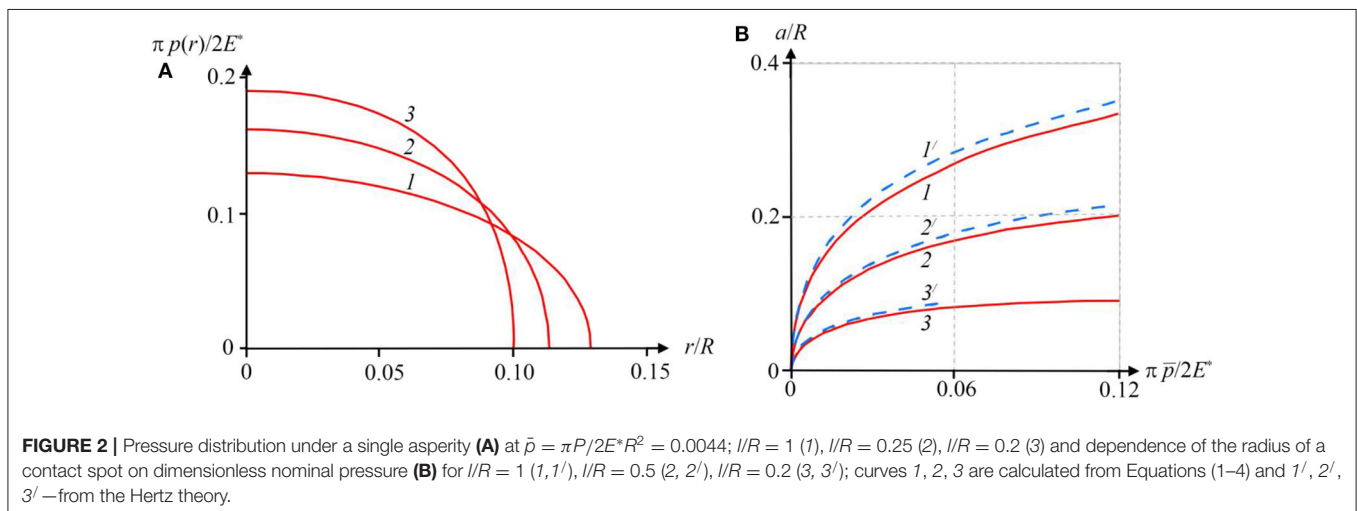 π p(r)/2E*
A
0.2
0.1
0
3
2
1
0
0.05
0.10
0.15
r/R
B
a/R
0.4
0.2
0
1/
1
2/
2
3/
3
0
0.06
0.12
π p̄/2E*
FIGURE 2 | Pressure distribution under a single asperity (A) at p̄ = πP/2E*R² = 0.0044; l/R = 1 (1), l/R = 0.25 (2), l/R = 0.2 (3) and dependence of the radius of a
contact spot on dimensionless nominal pressure (B) for l/R = 1 (1,1/), l/R = 0.5 (2, 2/), l/R = 0.2 (3, 3/); curves 1, 2, 3 are calculated from Equations (1–4) and 1/, 2/,
3/—from the Hertz theory.